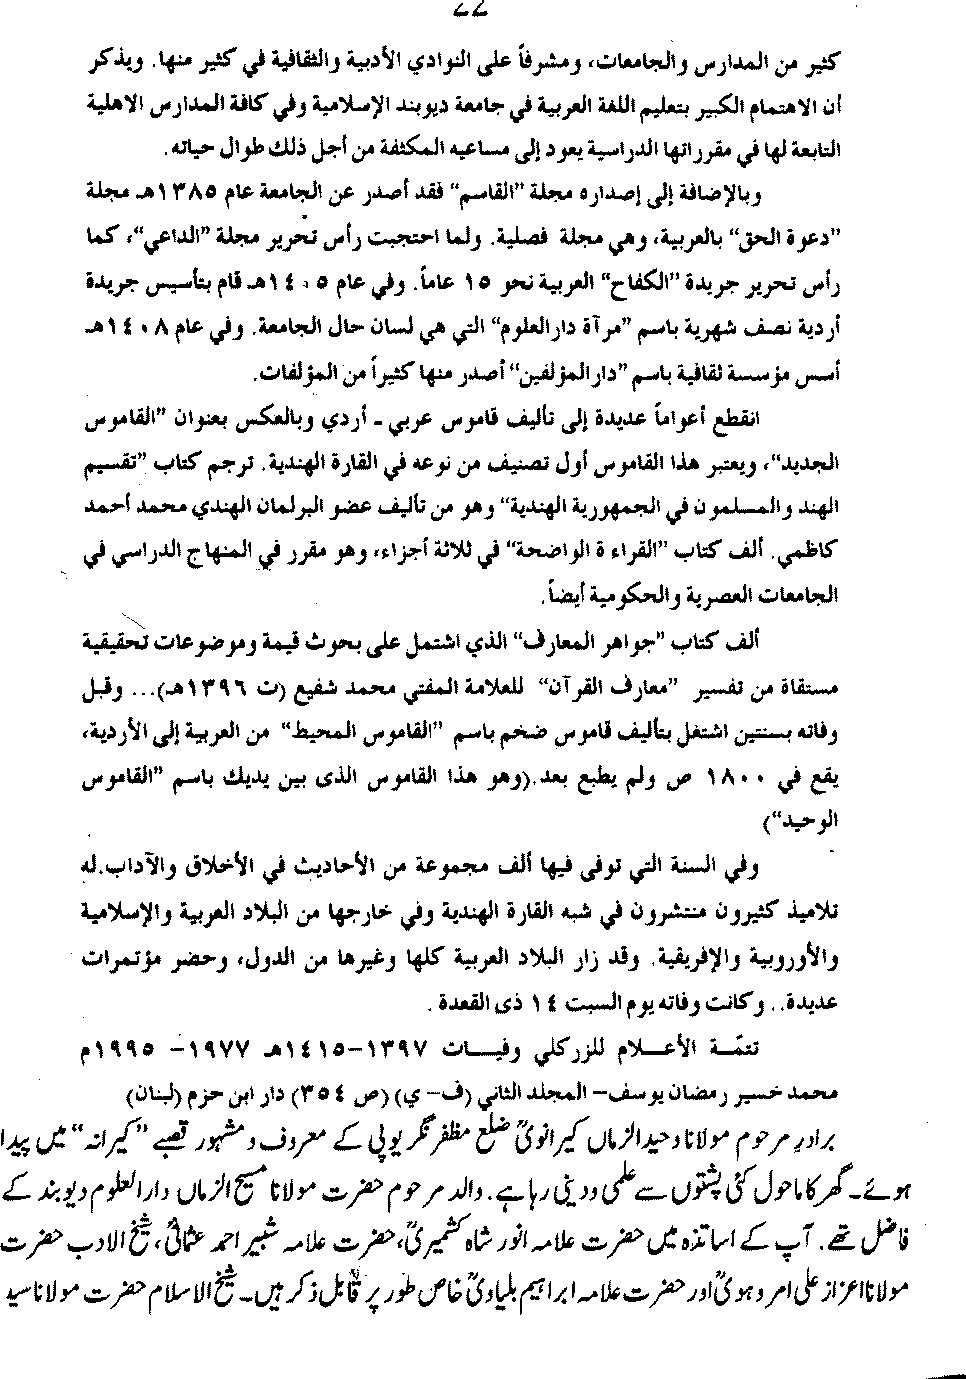 22
كثير من المدارس والجامعات، ومشرفاً على النوادي الأدبية والثقافية في كثير منها. ويذكر
أن الاهتمام الكبير بتعليم اللغة العربية في جامعة ديوبند الإسلامية وفي كافة المدارس الاهلية
التابعة لها في مقرراتها الدراسية يعود إلى مساعيه المكثفة من أجل ذلك طوال حياته.
وبالإضافة إلى إصداره مجلة "القاسم" فقد أصدر عن الجامعة عام ١٣٨٥هـ مجلة
"دعوة الحق" بالعربية، وهي مجلة فصلية. ولما احتجبت رأس تحرير مجلة "الداعي"، كما
رأس تحرير جريدة "الكفاح" العربية نحو ١٥ عاماً. وفي عام ١٤٠٥هـ قام بتأسيس جريدة
أردية نصف شهرية باسم "مرآة دارالعلوم" التي هي لسان حال الجامعة. وفي عام ١٤٠٨هـ
أسس مؤسسة ثقافية باسم "دارالمؤلفين" أصدر منها كثيراً من المؤلفات.
انقطع أعواماً عديدة إلى تأليف قاموس عربي - أردي وبالعكس بعنوان "القاموس
الجديد"، ويعتبر هذا القاموس أول تصنيف من نوعه في القارة الهندية. ترجم كتاب "تقسيم
الهند والمسلمون في الجمهورية الهندية" وهو من تأليف عضو البرلمان الهندي محمد أحمد
كاظمي. ألف كتاب "القراءة الواضحة" في ثلاثة أجزاء، وهو مقرر في المنهاج الدراسي في
الجامعات العصرية والحكومية أيضاً.
ألف كتاب "جواهر المعارف" الذي اشتمل على بحوث قيمة وموضوعات تحقيقية
مستقاة من تفسير "معارف القرآن" للعلامة المفتي محمد شفيع (ت ١٣٩٦هـ)... وقبل
وفاته بسنتين اشتغل بتأليف قاموس ضخم باسم "القاموس المحيط" من العربية إلى الأردية،
يقع في ١٨٠٠ ص ولم يطبع بعد.(وهو هذا القاموس الذى بين يديك باسم "القاموس
الوحيد")
وفي السنة التي توفي فيها ألف مجموعة من الأحاديث في الأخلاق والآداب.له
تلاميذ كثيرون منتشرون في شبه القارة الهندية وفي خارجها من البلاد العربية والإسلامية
والأوروبية والإفريقية. وقد زار البلاد العربية كلها وغيرها من الدول، وحضر مؤتمرات
عديدة.. وكانت وفاته يوم السبت ١٤ ذى القعدة.
تتمّة الأعلام للزركلي وفيات ١٣٩٧-١٤١٥هـ ١٩٧٧- ١٩٩٥م
محمد خسير رمضان يوسف- المجلد الثاني (ف- ي) (ص ٣٥٤) دار ابن حزم (لبنان)
برادرِ مرحوم مولانا وحید الزماں کیرانویؒ ضلع مظفر نگر یوپی کے معروف و مشہور قصبے "کیرانہ" میں پیدا
ہوئے۔ گھر کا ماحول کئی پشتوں سے علمی و دینی رہا ہے۔ والد مرحوم حضرت مولانا مسیح الزماں دارالعلوم دیوبند کے
فاضل تھے۔ آپ کے اساتذہ میں حضرت علامہ انور شاہ کشمیریؒ، حضرت علامہ شبیر احمد عثمانیؒ، شیخ الادب حضرت
مولانا اعزاز علی امروہویؒ اور حضرت علامہ ابراہیم بلیاویؒ خاص طور پر قابل ذکر ہیں۔ شیخ الاسلام حضرت مولانا سید